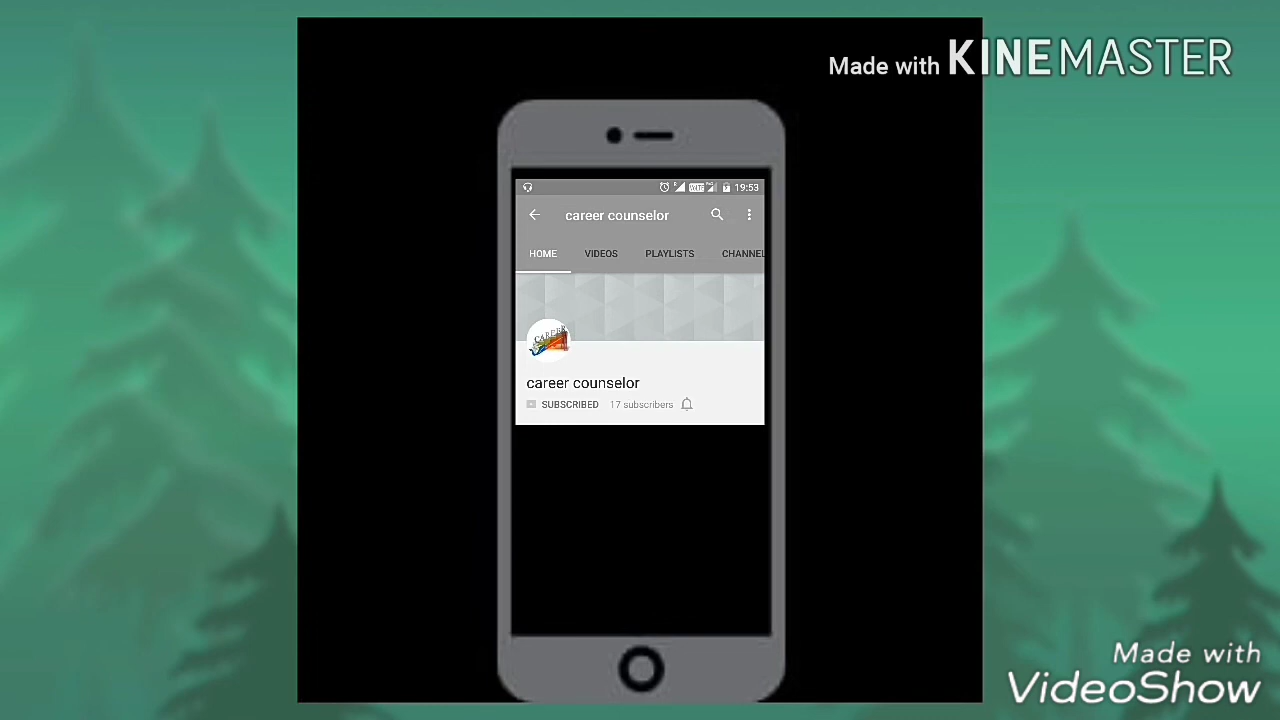 Made with KINEMASTER
19:53
career counselor
HOME VIDEOS PLAYLISTS CHANNEL
CAREER
career counselor
SUBSCRIBED 17 subscribers
Made with
VideoShow